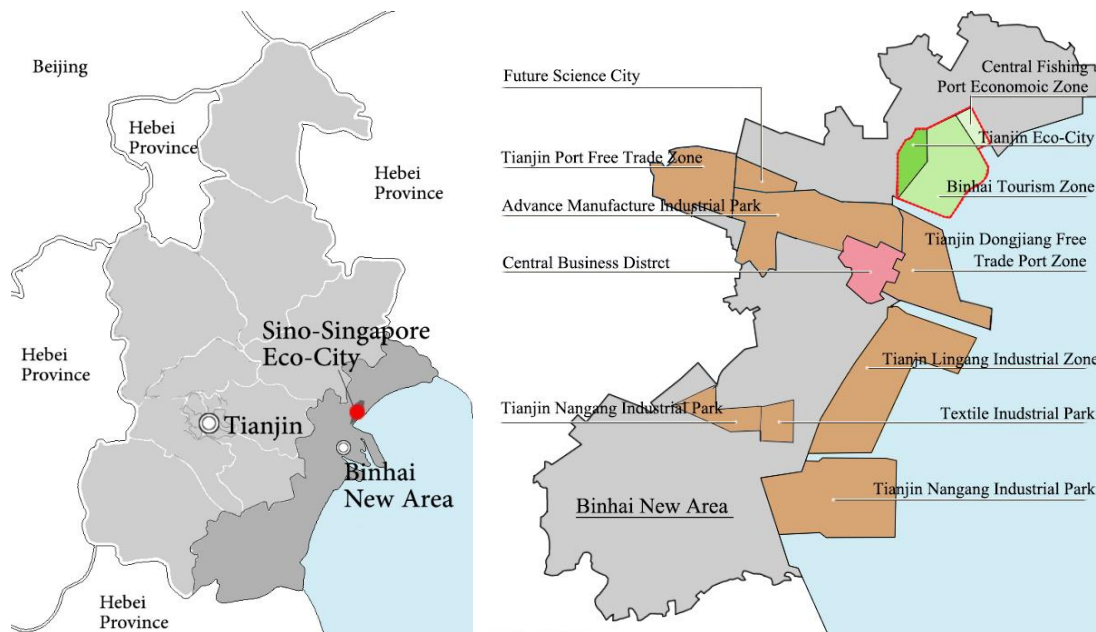 Beijing
Hebei
Province
Hebei
Province
Hebei
Province
Sino-Singapore
Eco-City
Tianjin
Binhai
New Area
Hebei
Province
Future Science City
Tianjin Port Free Trade Zone
Advance Manufacture Industrial Park
Central Business Distrct
Tianjin Nangang Industrial Park
Binhai New Area
Central Fishing
Port Economoic Zone
Tianjin Eco-City
Binhai Tourism Zone
Tianjin Dongjiang Free
Trade Port Zone
Tianjin Lingang Industrial Zone
Textile Inudstrial Park
Tianjin Nangang Industrial Park